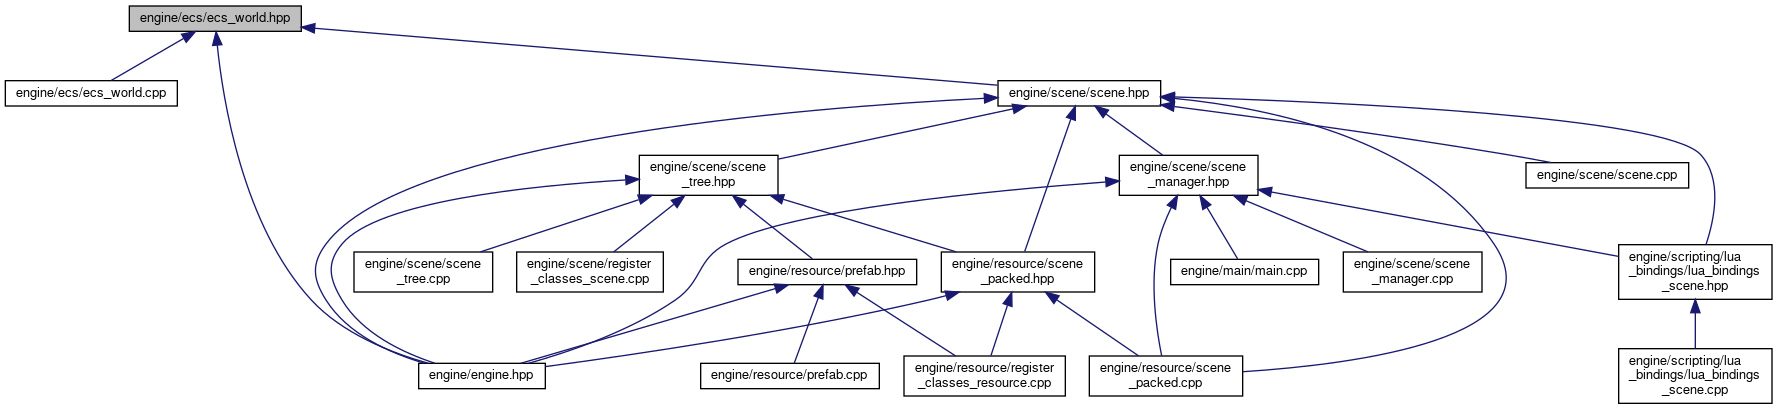 engine/ecs/ecs_world.hpp
engine/ecs/ecs_world.cpp
engine/scene/scene.hpp
engine/scene/scene
_tree.hpp
engine/scene/scene
_manager.hpp
engine/scene/scene.cpp
engine/scene/scene
_tree.cpp
engine/scene/register
_classes_scene.cpp
engine/resource/prefab.hpp
engine/resource/scene
_packed.hpp
engine/main/main.cpp
engine/scene/scene
_manager.cpp
engine/scripting/lua
_bindings/lua_bindings
_scene.hpp
engine/engine.hpp
engine/resource/prefab.cpp
engine/resource/register
_classes_resource.cpp
engine/resource/scene
_packed.cpp
engine/scripting/lua
_bindings/lua_bindings
_scene.cpp